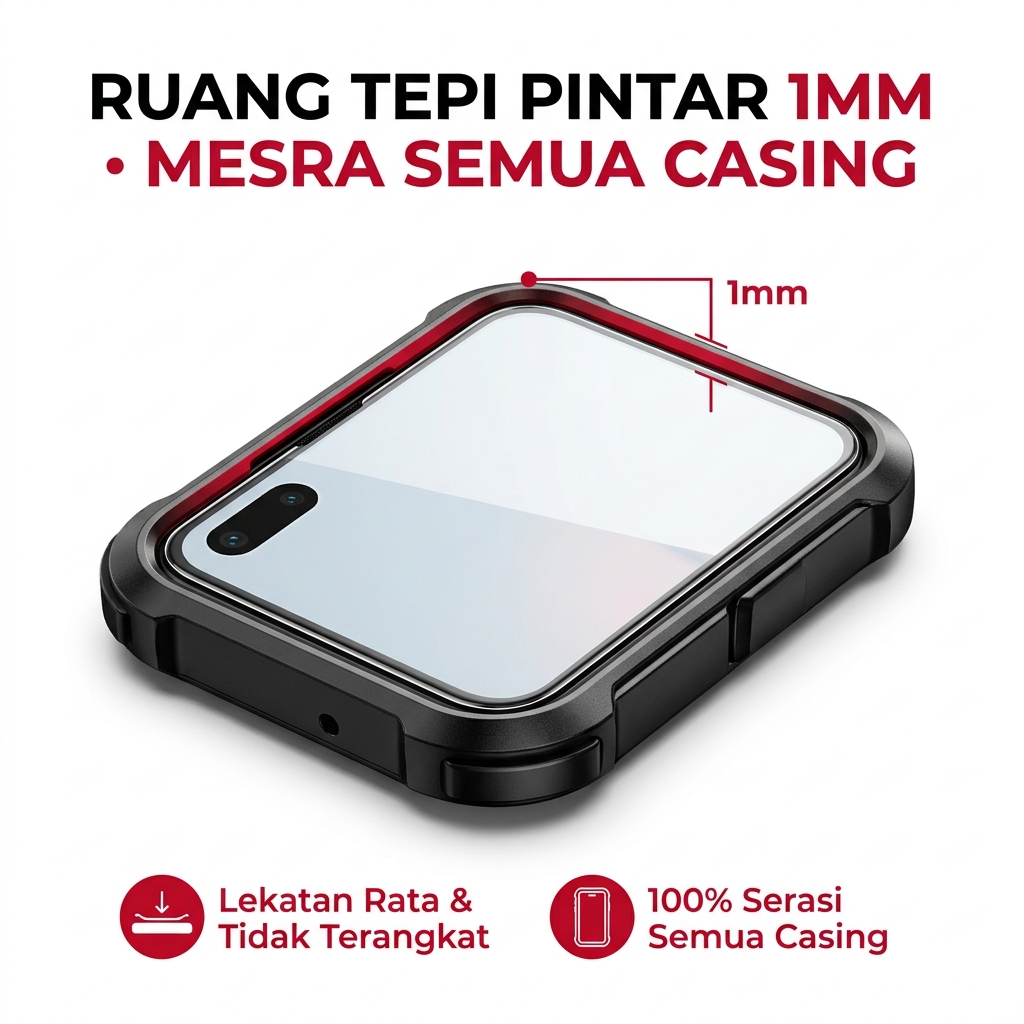 RUANG TEPI PINTAR 1MM
• MESRA SEMUA CASING
1mm
Lekatan Rata &
Tidak Terangkat
100% Serasi
Semua Casing